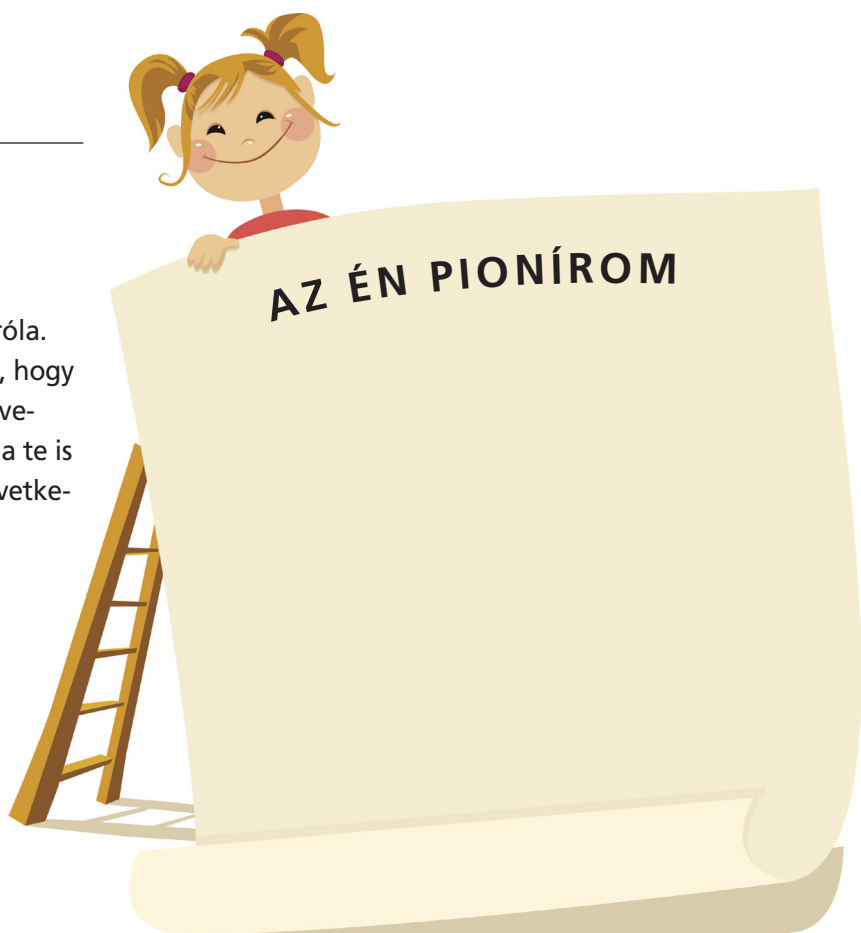 AZ ÉN PIONÍROM
róla.
, hogy
ve-
a te is
vetke-